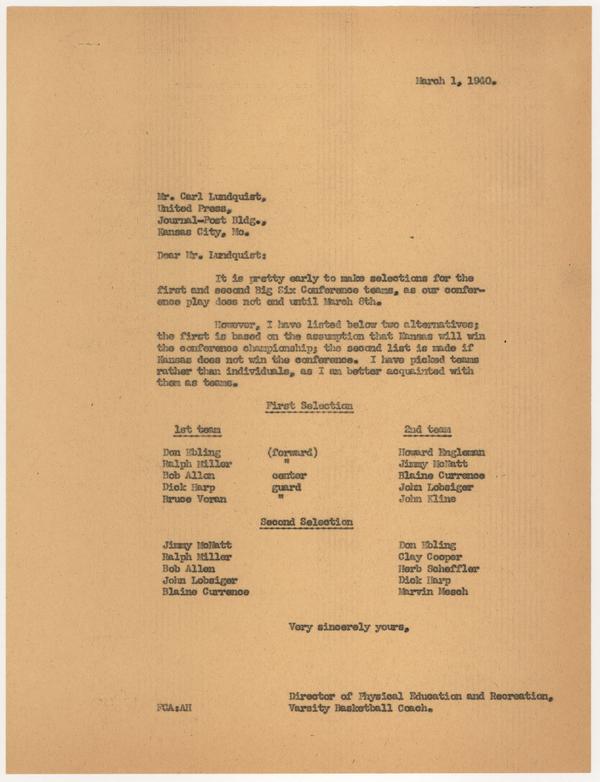 March 1, 1940.
Mr. Carl Lundquist,
United Press,
Journal-Post Bldg.,
Kansas City, Mo.
Dear Mr. Lundquist:
It is pretty early to make selections for the
first and second Big Six Conference teams, as our confer-
ence play does not end until March 8th.
However, I have listed below two alternatives;
the first is based on the assumption that Kansas will win
the conference championship; the second list is made if
Kansas does not win the conference. I have picked teams
rather than individuals, as I am better acquainted with
them as teams.
First Selection
1st team 2nd team
Don Ebling (forward) Howard Engleman
Ralph Miller " Jimmy McNatt
Bob Allen center Blaine Currence
Dick Harp guard John Lobsiger
Bruce Voran " John Kline
Second Selection
Jimmy McNatt Don Ebling
Ralph Miller Clay Cooper
Bob Allen Herb Scheffler
John Lobsiger Dick Harp
Blaine Currence Marvin Mesch
Very sincerely yours,
Director of Physical Education and Recreation,
FCA:AH Varsity Basketball Coach.